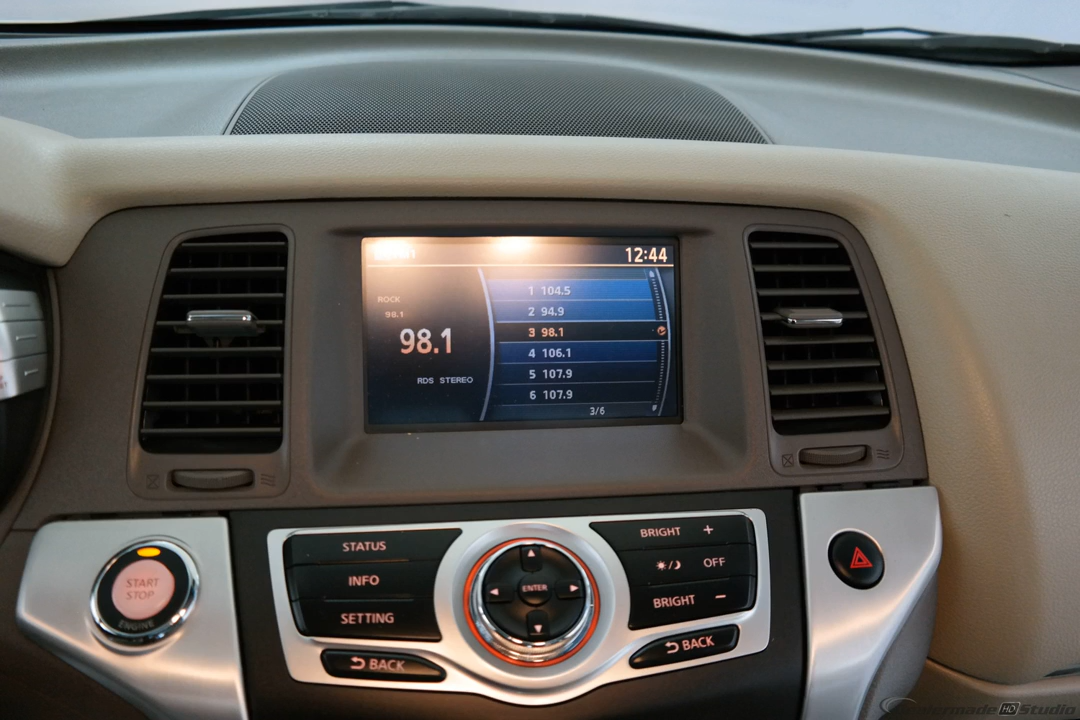 12:44
ROCK
98.1
98.1
RDS STEREO
1 104.5
2 94.9
3 98.1
4 106.1
5 107.9
6 107.9
3/6
START
STOP
ENGINE
STATUS
INFO
SETTING
BACK
ENTER
BRIGHT +
OFF
BRIGHT -
BACK
HD Studio